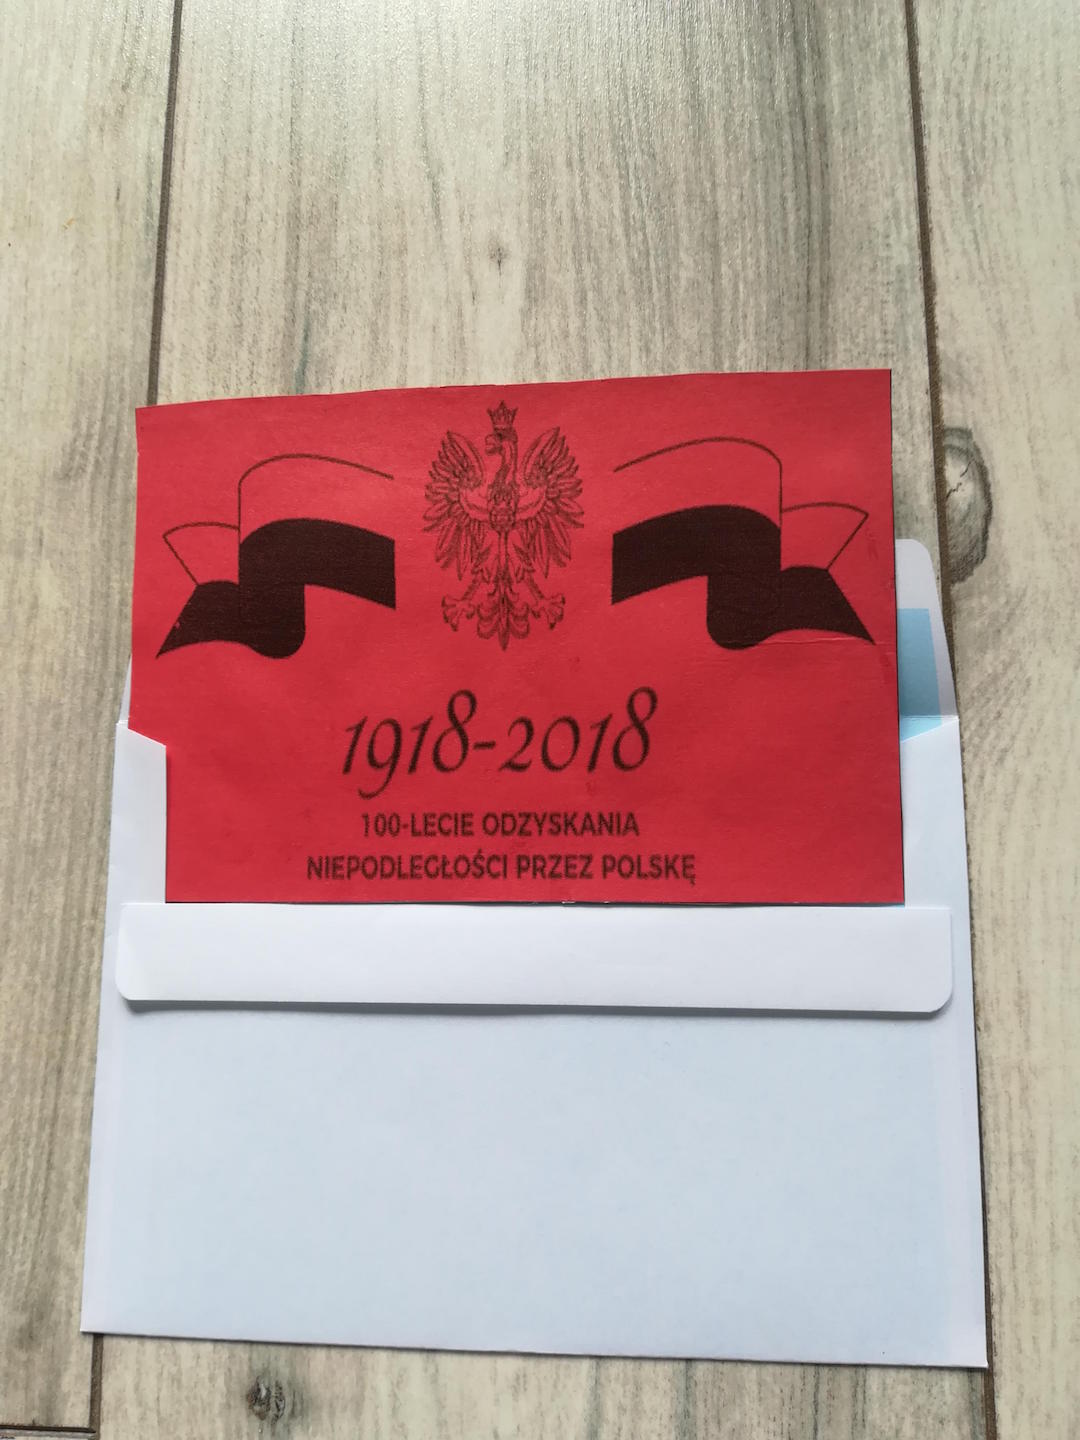 1918-2018
100-LECIE ODZYSKANIA
NIEPODLEGŁOŚCI PRZEZ POLSKĘ